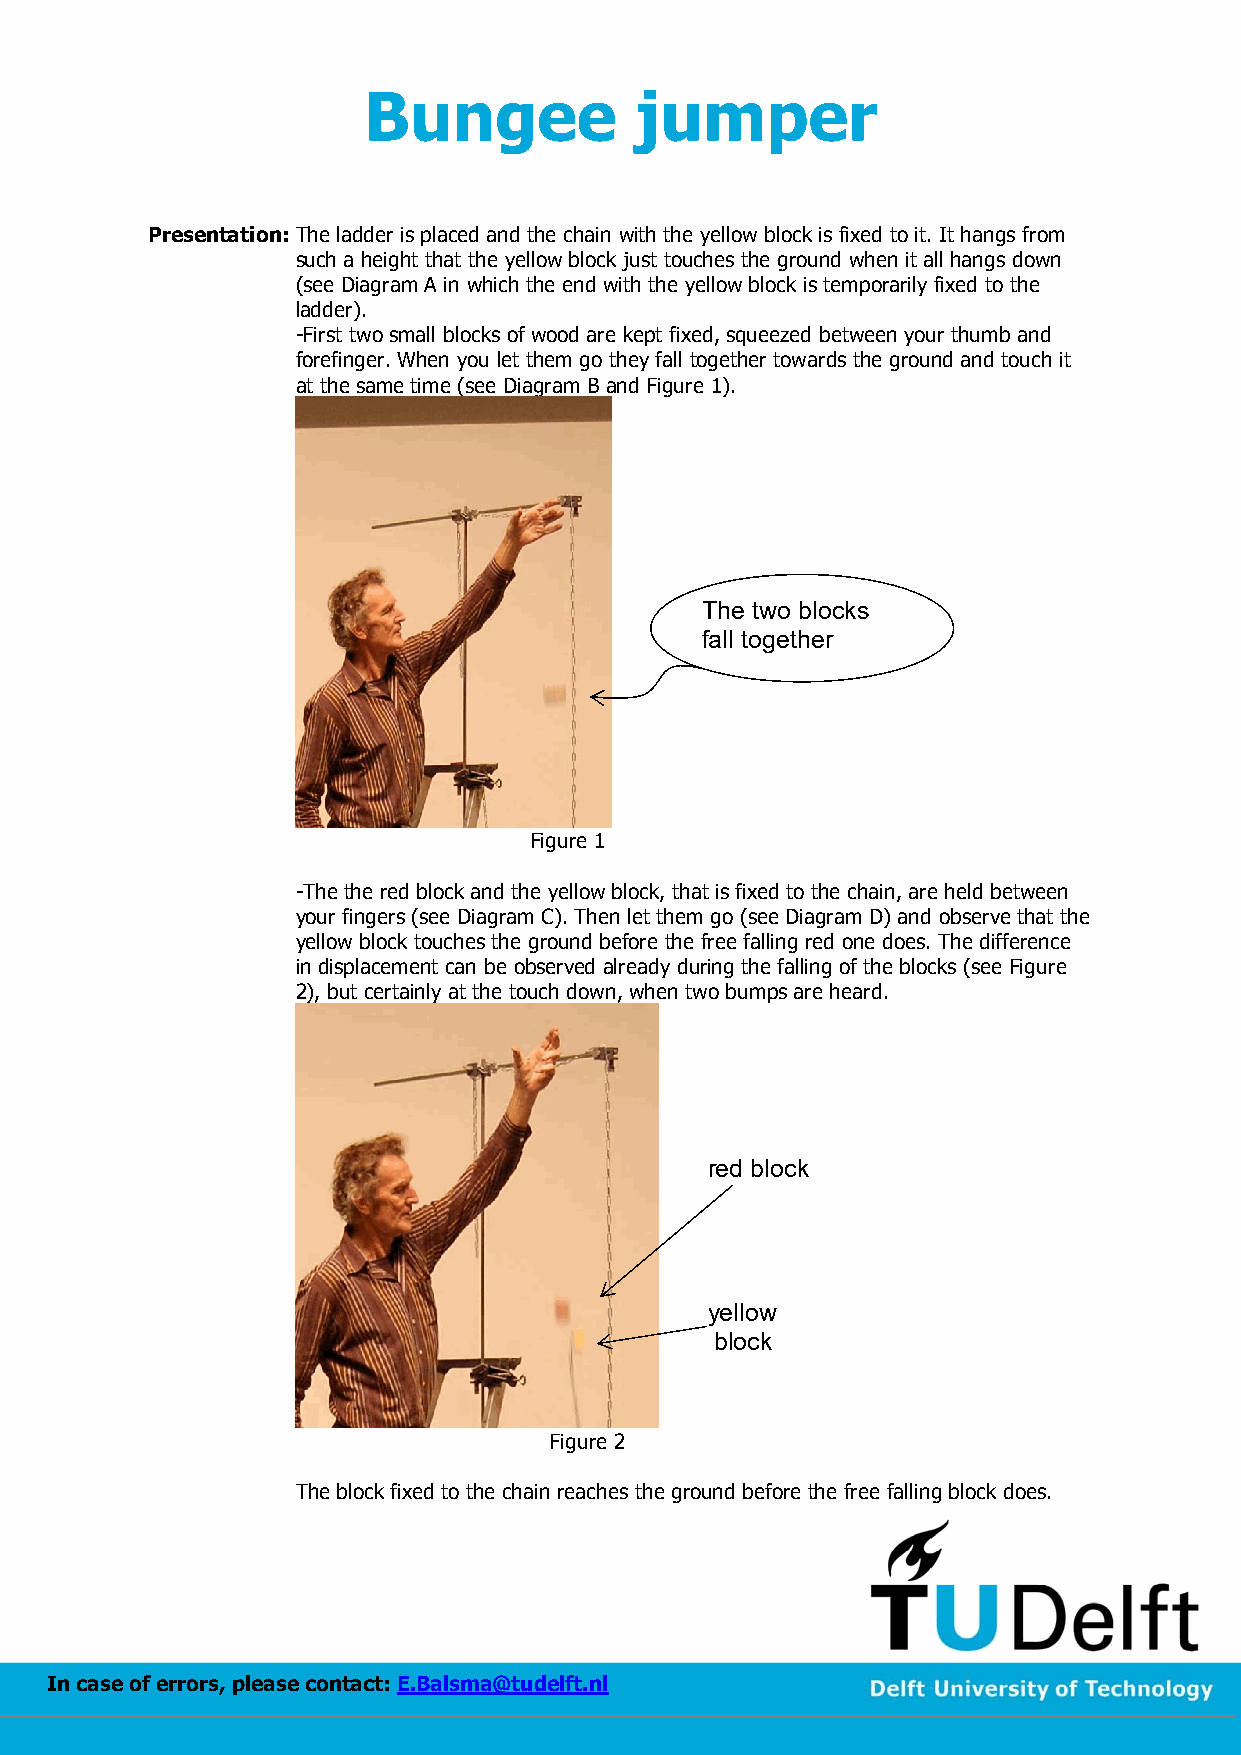 Bungee jumper
Presentation: The ladder is placed and the chain with the yellow block is fixed to it. It hangs from
such a height that the yellow block just touches the ground when it all hangs down
(see Diagram A in which the end with the yellow block is temporarily fixed to the
ladder).
-First two small blocks of wood are kept fixed, squeezed between your thumb and
forefinger. When you let them go they fall together towards the ground and touch it
at the same time (see Diagram B and Figure 1).
The two blocks
fall together
Figure 1
-The the red block and the yellow block, that is fixed to the chain, are held between
your fingers (see Diagram C). Then let them go (see Diagram D) and observe that the
yellow block touches the ground before the free falling red one does. The difference
in displacement can be observed already during the falling of the blocks (see Figure
2), but certainly at the touch down, when two bumps are heard.
red block
yellow
block
Figure 2
The block fixed to the chain reaches the ground before the free falling block does.
TUDelft
In case of errors, please contact: E.Balsma@tudelft.nl
Delft University of Technology